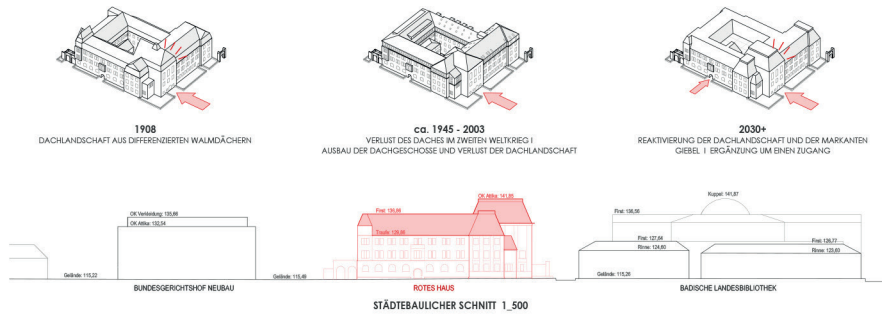 1908
DACHLANDSCHAFT AUS DIFFERENZIERTEN WALMDÄCHERN
ca. 1945 - 2003
VERLUST DES DACHES IM ZWEITEN WELTKRIEG I
AUSBAU DER DACHGESCHOSSE UND VERLUST DER DACHLANDSCHAFT
2030+
REAKTIVIERUNG DER DACHLANDSCHAFT UND DER MARKANTEN
GIEBEL I ERGÄNZUNG UM EINEN ZUGANG
OK Verkleidung: 135,66
OK Attika: 132,54
Gelände: 115,22
BUNDESGERICHTSHOF NEUBAU
OK Attika: 141,80
First: 136,66
Traufe: 126,86
Gelände: 115,48
ROTES HAUS
Kuppel: 141,87
First: 136,56
First: 127,64
Rinne: 124,60
First: 126,77
Rinne: 123,60
Gelände: 115,26
BADISCHE LANDESBIBLIOTHEK
STÄDTEBAULICHER SCHNITT 1_500